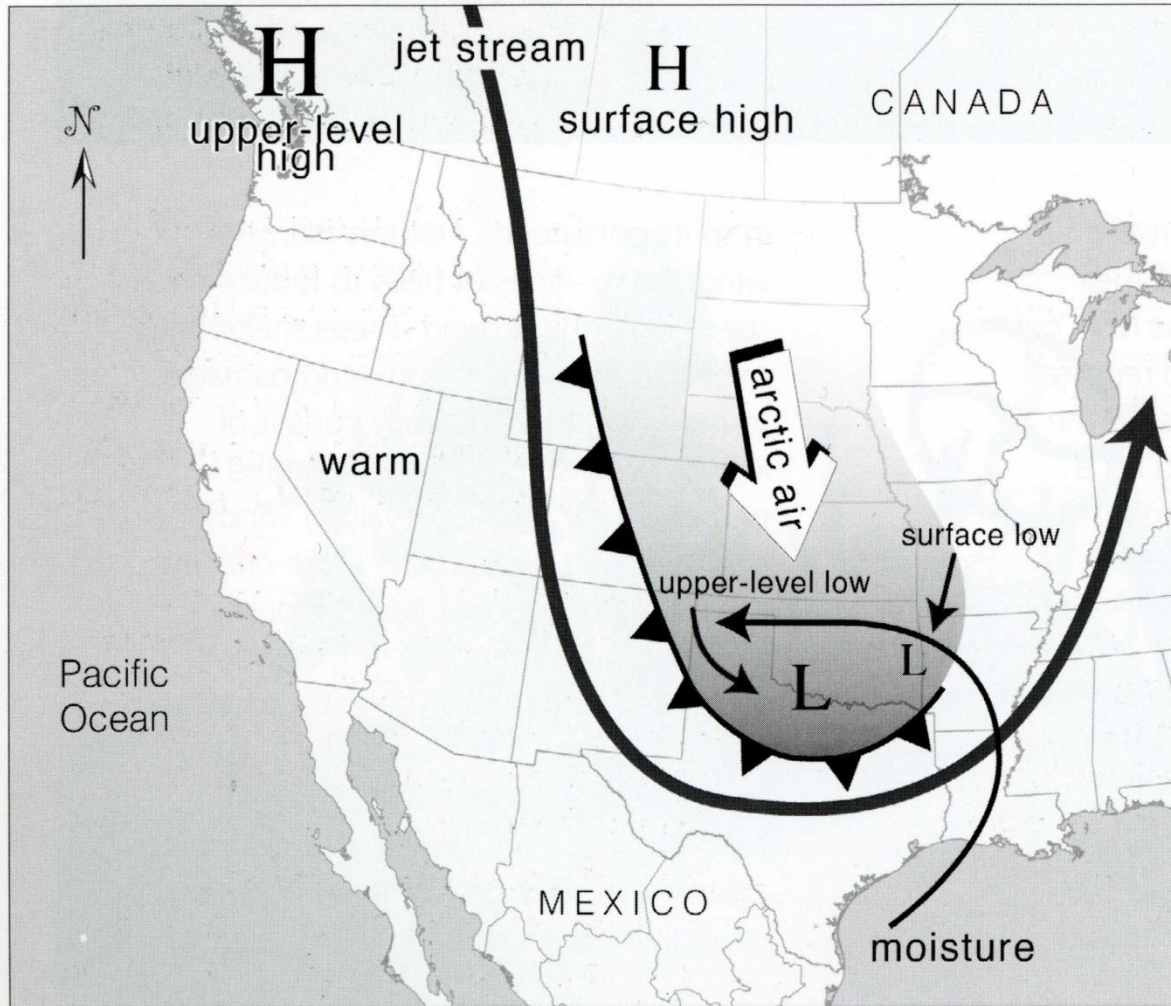 H
jet stream
H
CANADA
N
upper-level
high
surface high
arctic air
warm
surface low
upper-level low
L
L
Pacific
Ocean
MEXICO
moisture